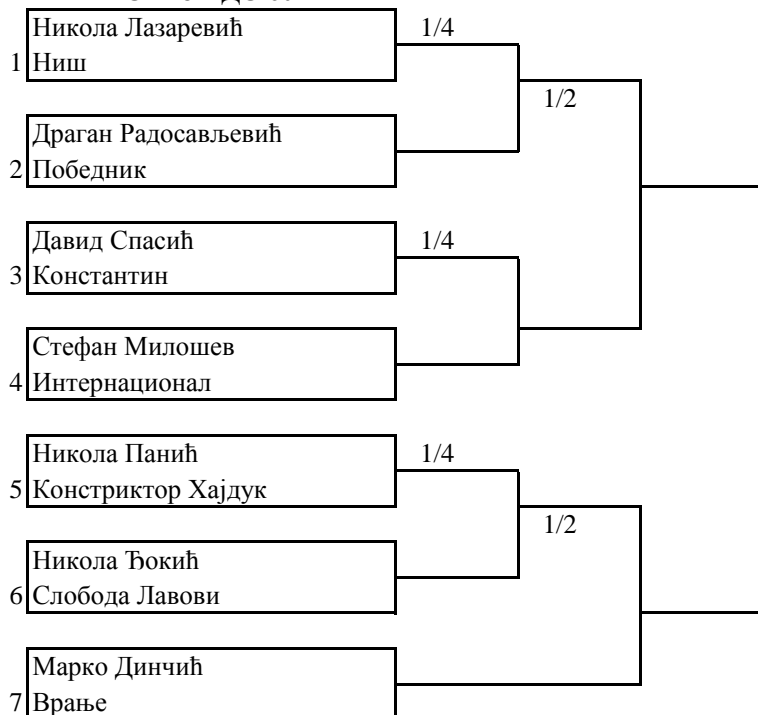 Никола Лазаревић 1/4
1 Ниш
1/2
Драган Радосављевић
2 Победник
Давид Спасић 1/4
3 Константин
Стефан Милошев
4 Интернационал
Никола Панић 1/4
5 Констриктор Хајдук
1/2
Никола Ђокић
6 Слобода Лавови
Марко Динчић
7 Врање